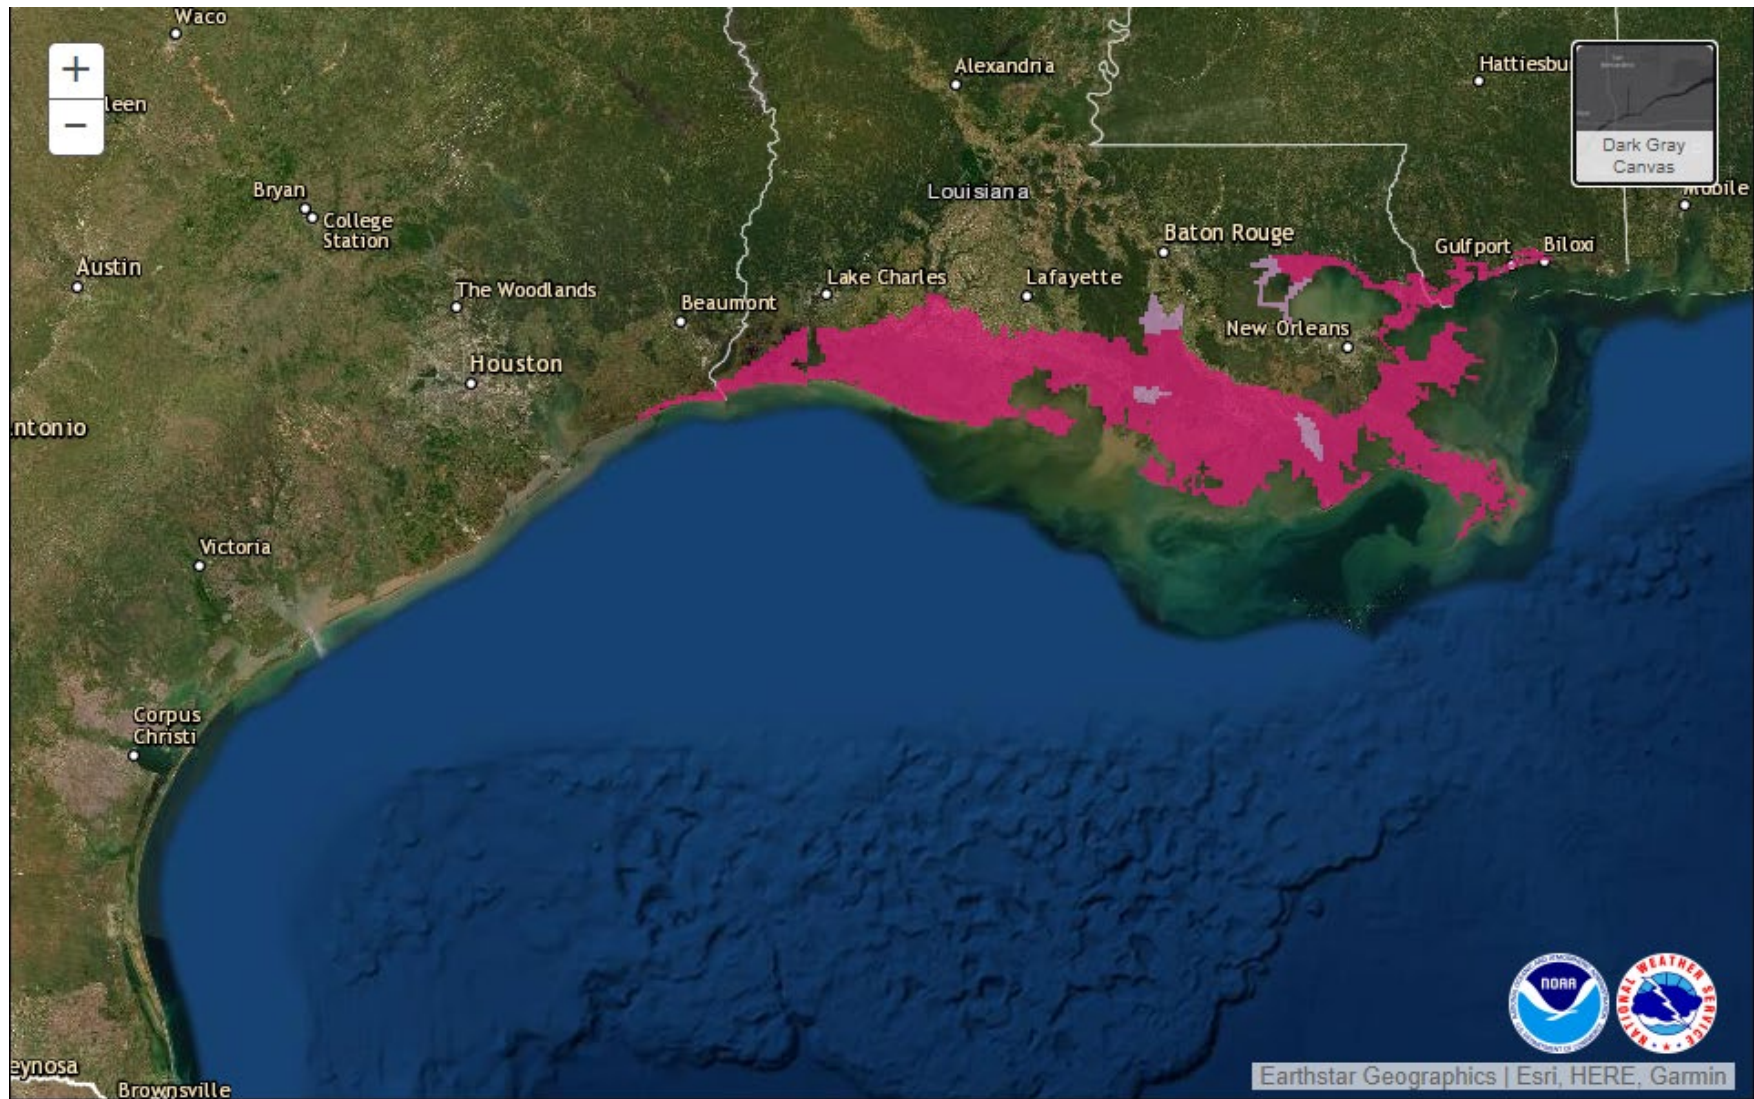 Waco
Alexandria
Hattiesbu
leen
Dark Gray
Canvas
Mobile
Bryan
Louisiana
College
Station
Baton Rouge
Gulfport
Biloxi
Austin
Lake Charles
Lafayette
The Woodlands
Beaumont
New Orleans
Houston
ntonio
Victoria
Corpus
Christi
NOAA
NATIONAL WEATHER SERVICE
eynosa
Brownsville
Earthstar Geographics | Esri, HERE, Garmin